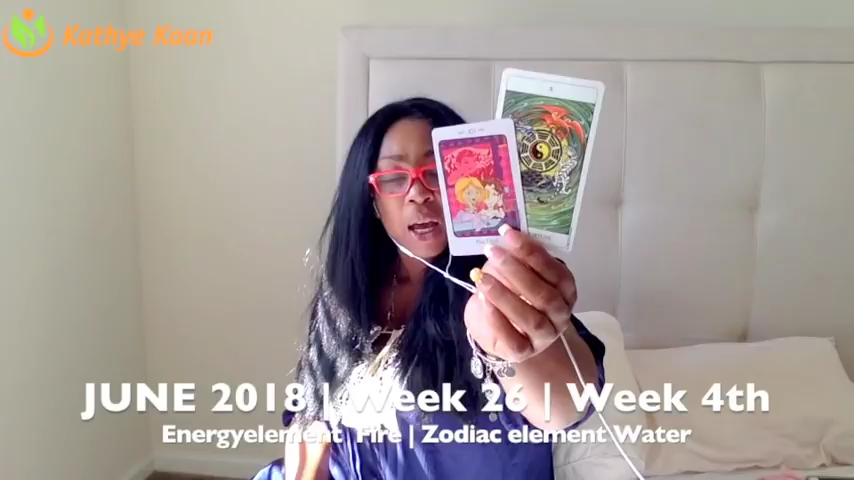 Kathye Kaan
JUNE 2018 | Week 26 | Week 4th
Energyelement Fire | Zodiac element Water